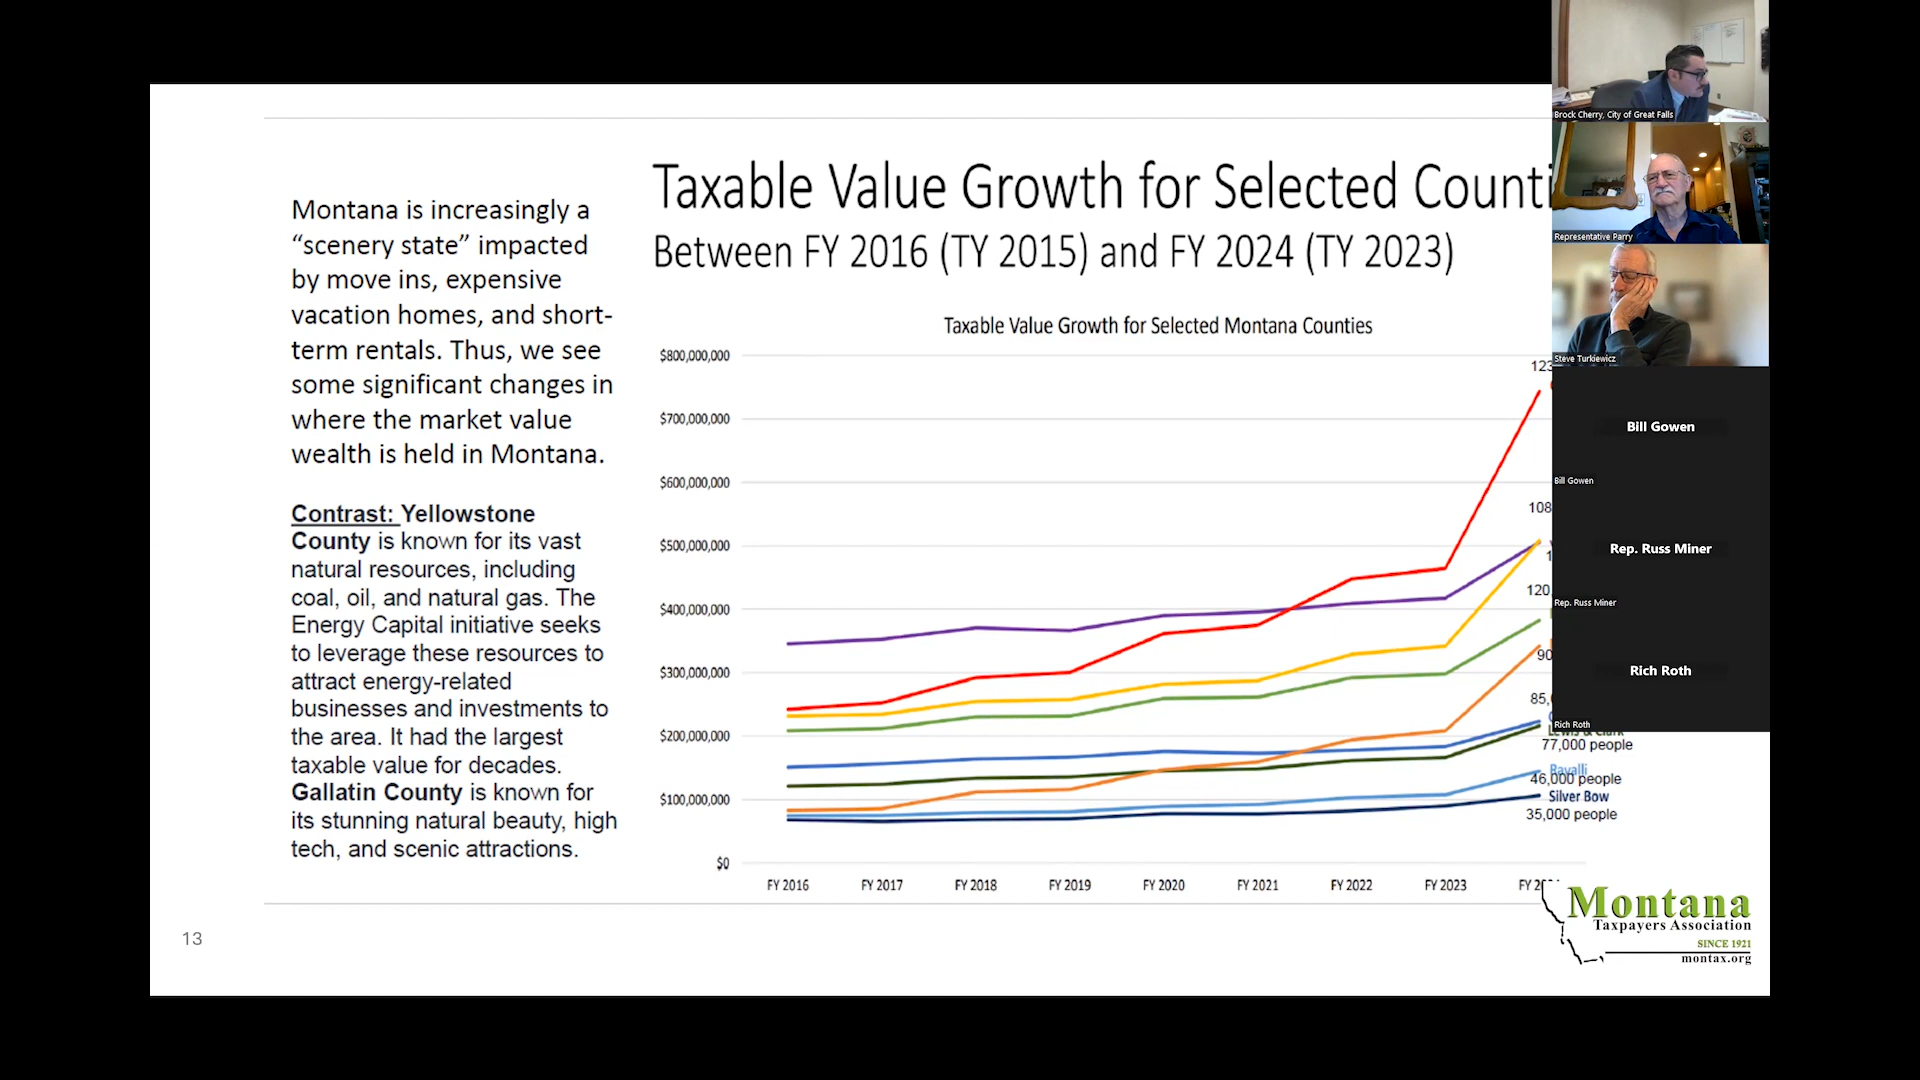 Montana is increasingly a
“scenery state” impacted
by move ins, expensive
vacation homes, and short-
term rentals. Thus, we see
some significant changes in
where the market value
wealth is held in Montana.
Contrast: Yellowstone
County is known for its vast
natural resources, including
coal, oil, and natural gas. The
Energy Capital initiative seeks
to leverage these resources to
attract energy-related
businesses and investments to
the area. It had the largest
taxable value for decades.
Gallatin County is known for
its stunning natural beauty, high
tech, and scenic attractions.
13
Taxable Value Growth for Selected Counti
Between FY 2016 (TY 2015) and FY 2024 (TY 2023)
Taxable Value Growth for Selected Montana Counties
$800,000,000
$700,000,000
$600,000,000
$500,000,000
$400,000,000
$300,000,000
$200,000,000
$100,000,000
$0
FY 2016 FY 2017 FY 2018 FY 2019 FY 2020 FY 2021 FY 2022 FY 2023
123
108
120
90
85,
Lewis & Clark
77,000 people
Ravalli
46,000 people
Silver Bow
35,000 people
Montana
Taxpayers Association
SINCE 1921
montax.org
Brock Cherry, City of Great Falls
Representative Parry
Steve Turkiewicz
Bill Gowen
Bill Gowen
Rep. Russ Miner
Rep. Russ Miner
Rich Roth
Rich Roth